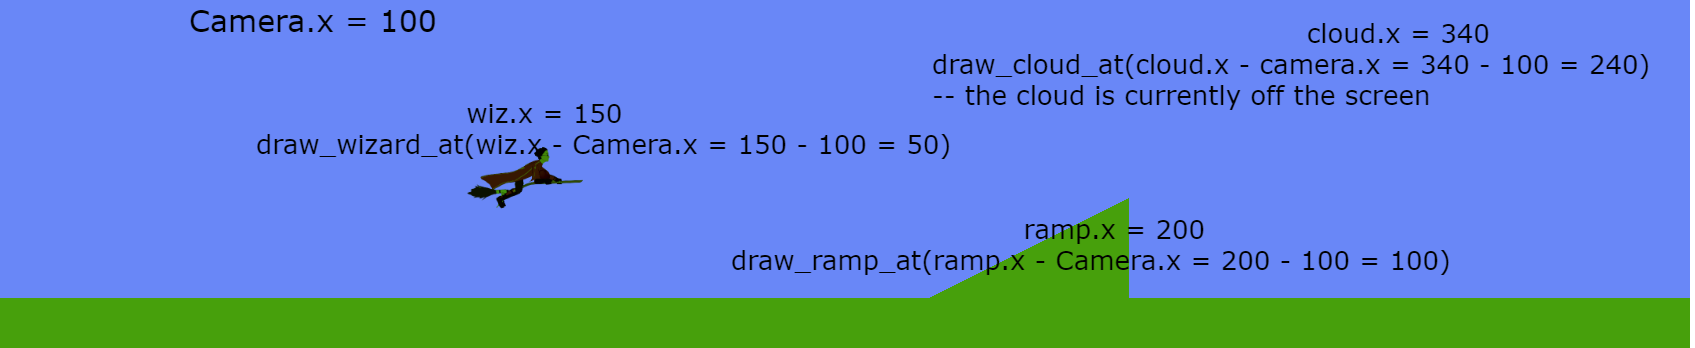 Camera.x = 100
cloud.x = 340
draw_cloud_at(cloud.x - camera.x = 340 - 100 = 240)
-- the cloud is currently off the screen
wiz.x = 150
draw_wizard_at(wiz.x - Camera.x = 150 - 100 = 50)
ramp.x = 200
draw_ramp_at(ramp.x - Camera.x = 200 - 100 = 100)